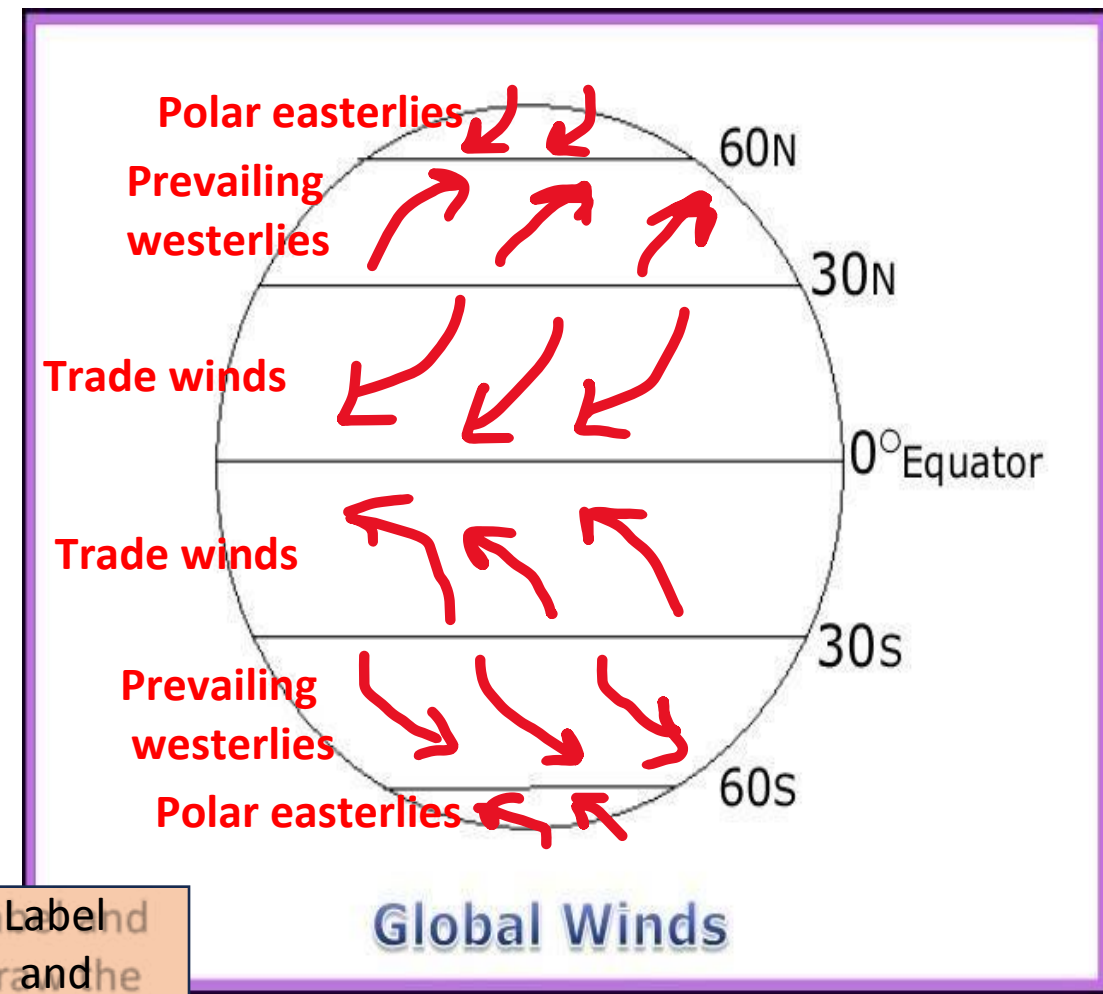 Polar easterlies
60N
Prevailing
westerlies
30N
Trade winds
0° Equator
Trade winds
30S
Prevailing
westerlies
60S
Polar easterlies
Global Winds
Label
and